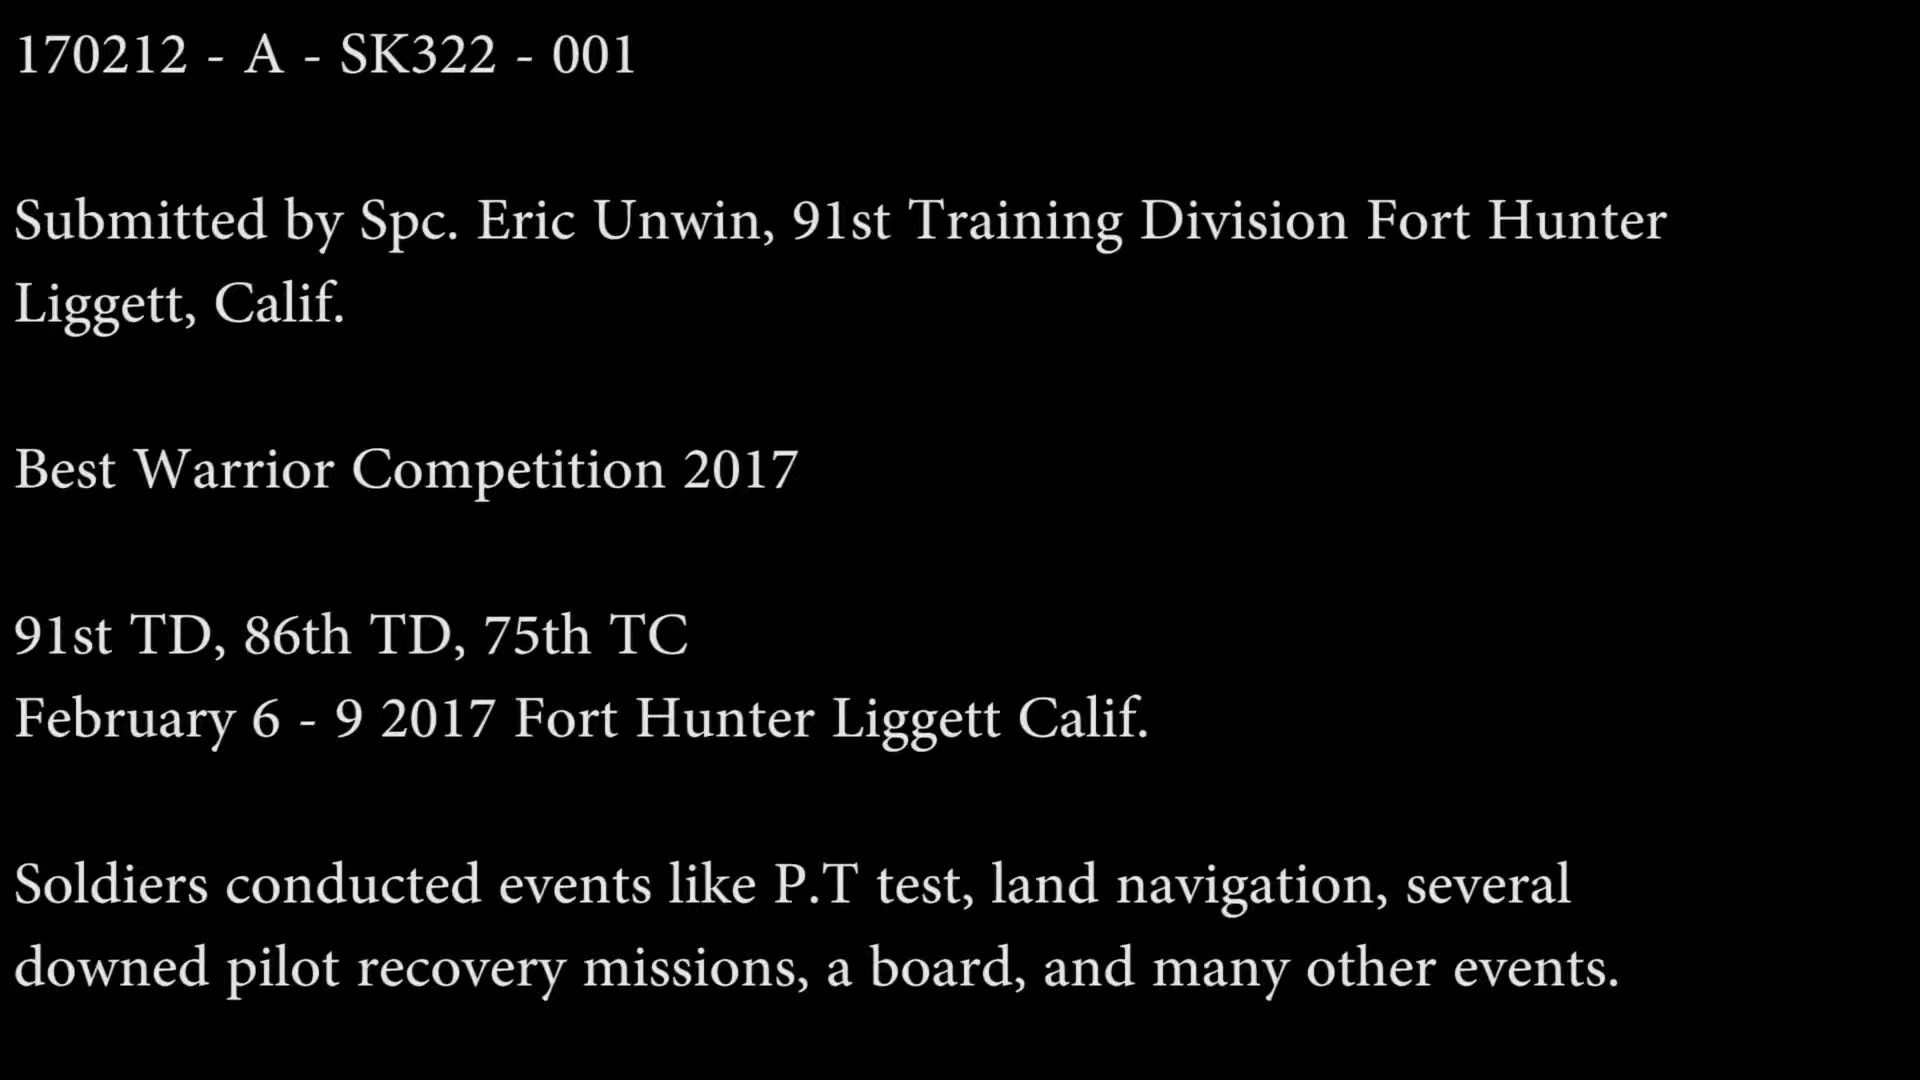 170212 - A - SK322 - 001
Submitted by Spc. Eric Unwin, 91st Training Division Fort Hunter
Liggett, Calif.
Best Warrior Competition 2017
91st TD, 86th TD, 75th TC
February 6 - 9 2017 Fort Hunter Liggett Calif.
Soldiers conducted events like P.T test, land navigation, several
downed pilot recovery missions, a board, and many other events.